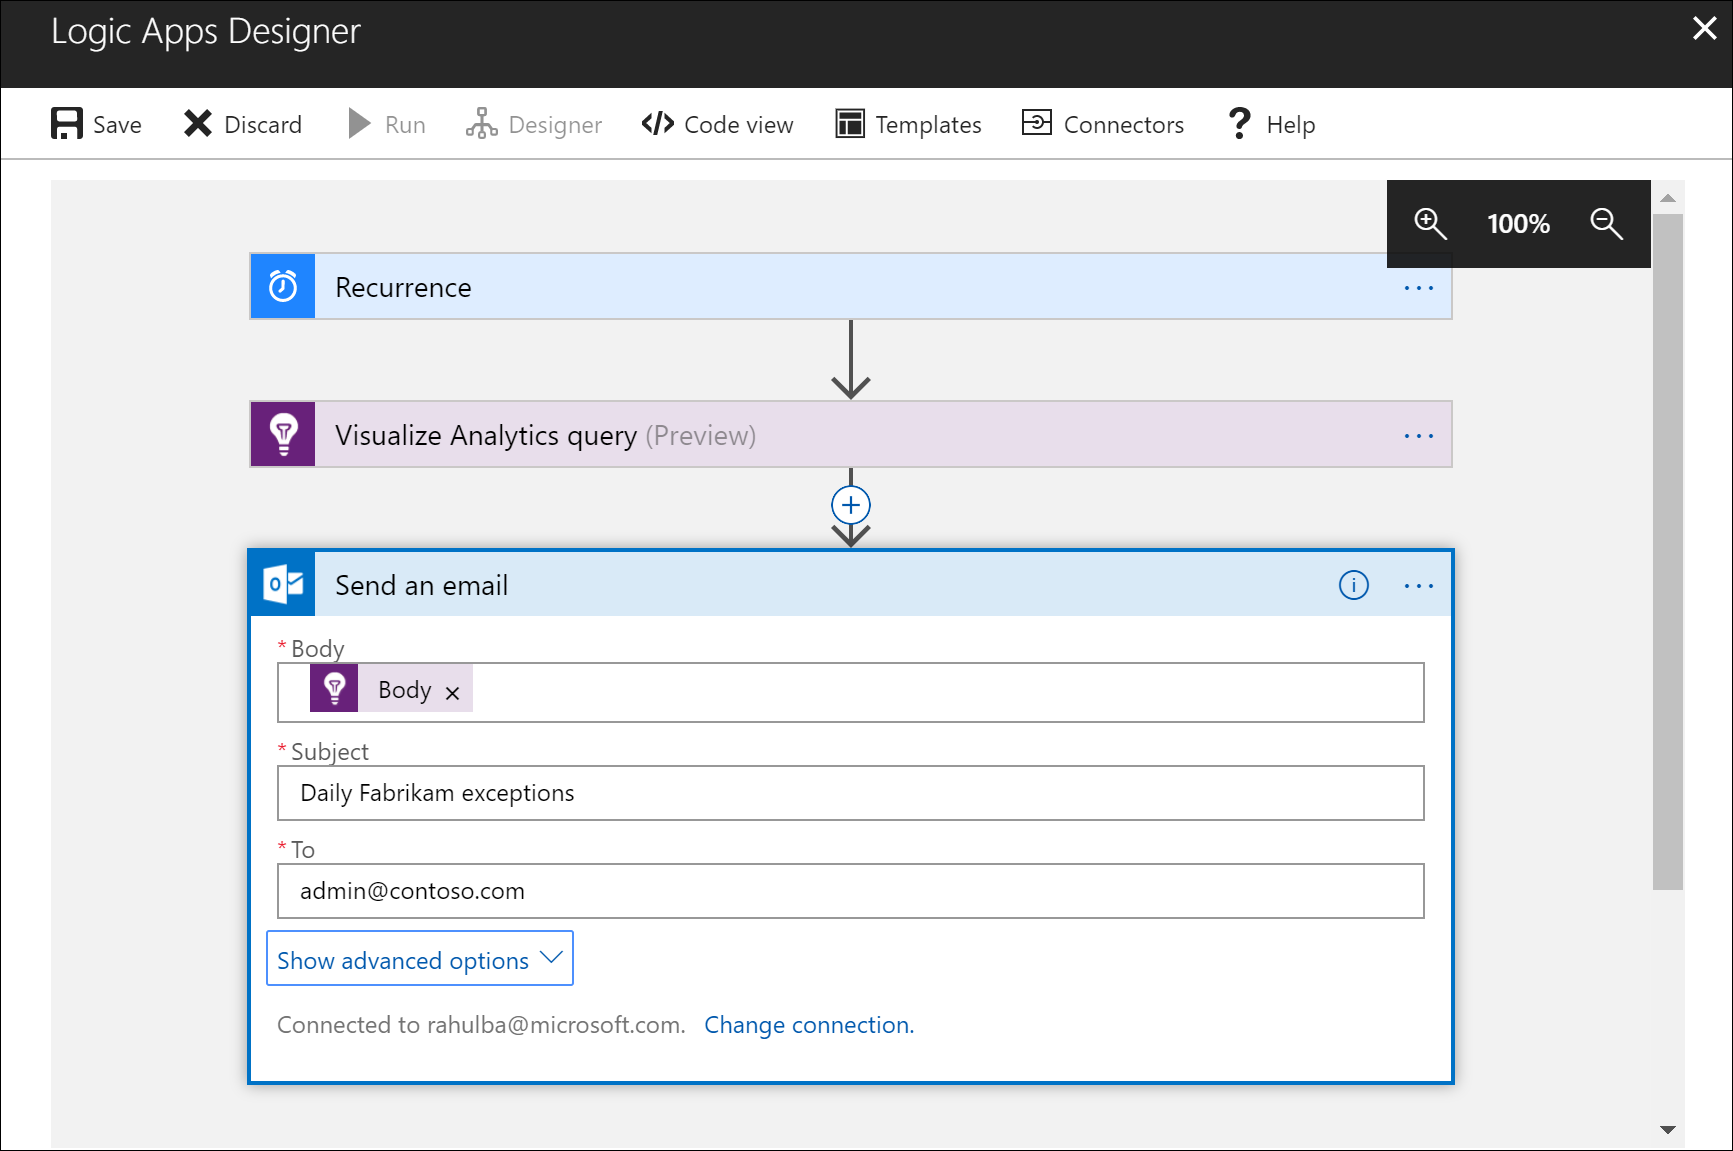 Logic Apps Designer
Save Discard Run Designer Code view Templates Connectors Help
100%
Recurrence
Visualize Analytics query (Preview)
Send an email
* Body
Body
* Subject
Daily Fabrikam exceptions
* To
admin@contoso.com
Show advanced options
Connected to rahulba@microsoft.com. Change connection.